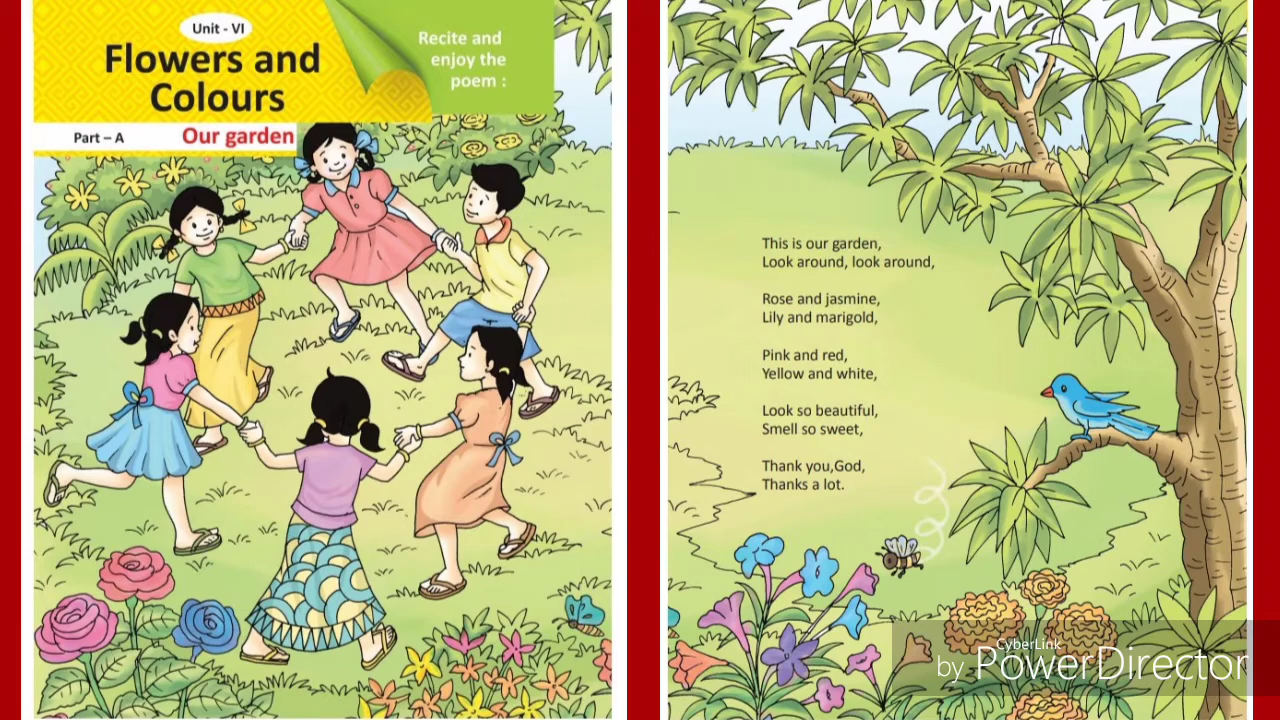 Unit - VI
Flowers and
Colours
Recite and
enjoy the
poem :
Part – A Our garden
This is our garden,
Look around, look around,
Rose and jasmine,
Lily and marigold,
Pink and red,
Yellow and white,
Look so beautiful,
Smell so sweet,
Thank you,God,
Thanks a lot.
CyberLink
by PowerDirector